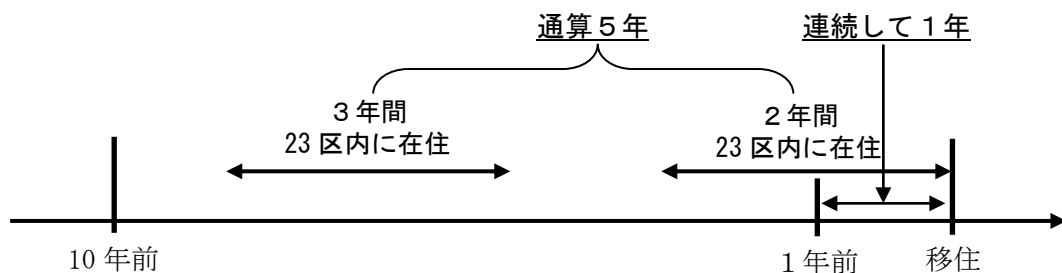 通算５年
連続して１年
３年間
23 区内に在住
２年間
23 区内に在住
10 年前
１年前
移住